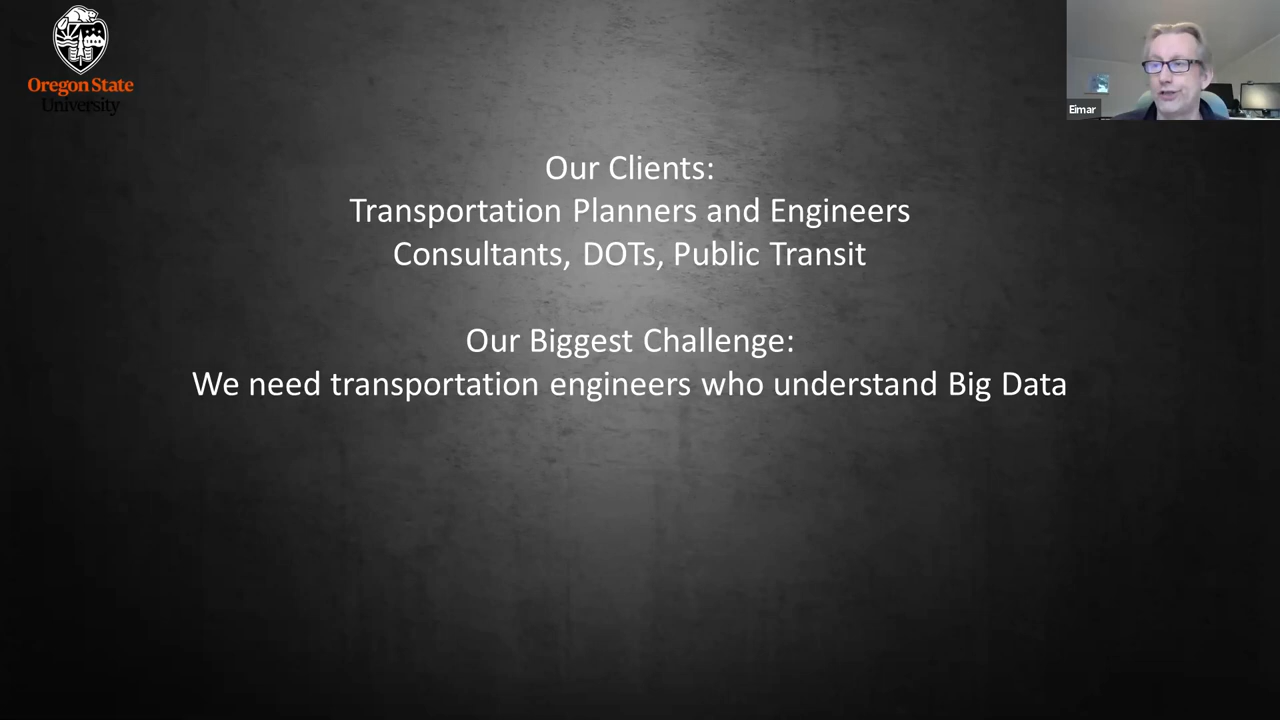 Oregon State
University
Eimar
Our Clients:
Transportation Planners and Engineers
Consultants, DOTs, Public Transit
Our Biggest Challenge:
We need transportation engineers who understand Big Data